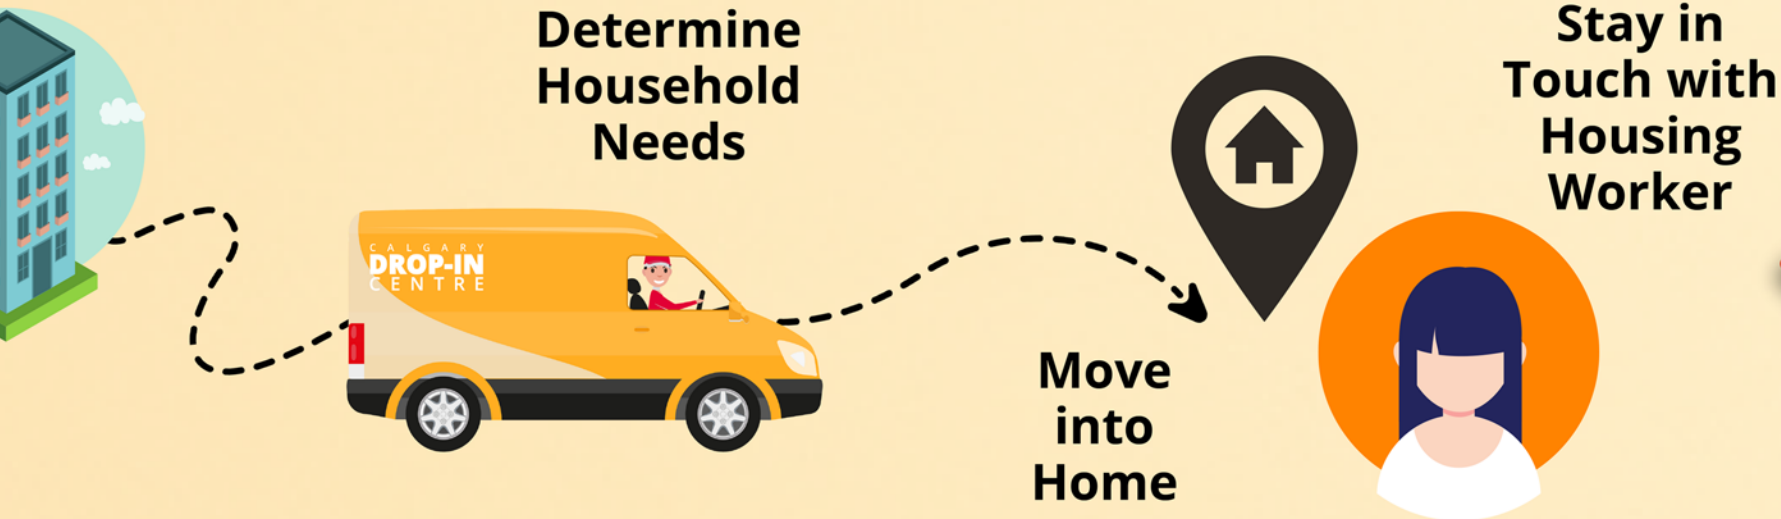 Determine
Household
Needs
CALGARY
DROP-IN
CENTRE
Move
into
Home
Stay in
Touch with
Housing
Worker